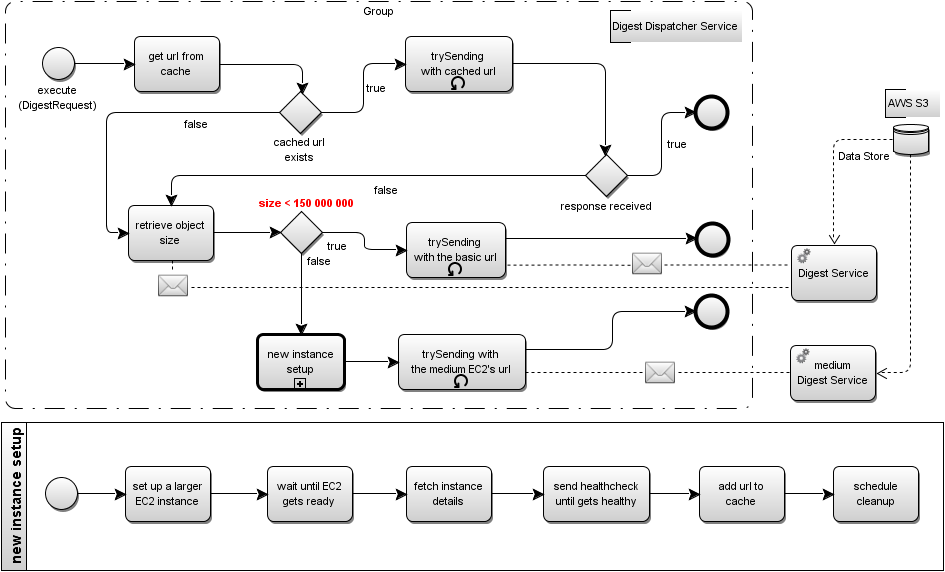 Group
Digest Dispatcher Service
execute
(DigestRequest)
get url from
cache
cached url
exists
true
false
trySending
with cached url
response received
true
false
AWS S3
Data Store
retrieve object
size
size < 150 000 000
true
false
trySending
with the basic url
Digest Service
new instance
setup
trySending with
the medium EC2's url
medium
Digest Service
new instance setup
set up a larger
EC2 instance
wait until EC2
gets ready
fetch instance
details
send healthcheck
until gets healthy
add url to
cache
schedule
cleanup